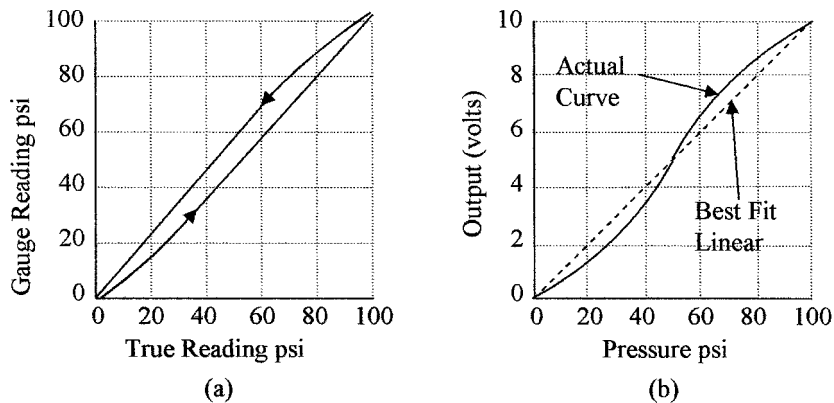 Gauge Reading psi
100
80
60
40
20
0
0 20 40 60 80 100
True Reading psi
(a)
Output (volts)
10
8
6
4
2
0
Actual
Curve
Best Fit
Linear
0 20 40 60 80 100
Pressure psi
(b)